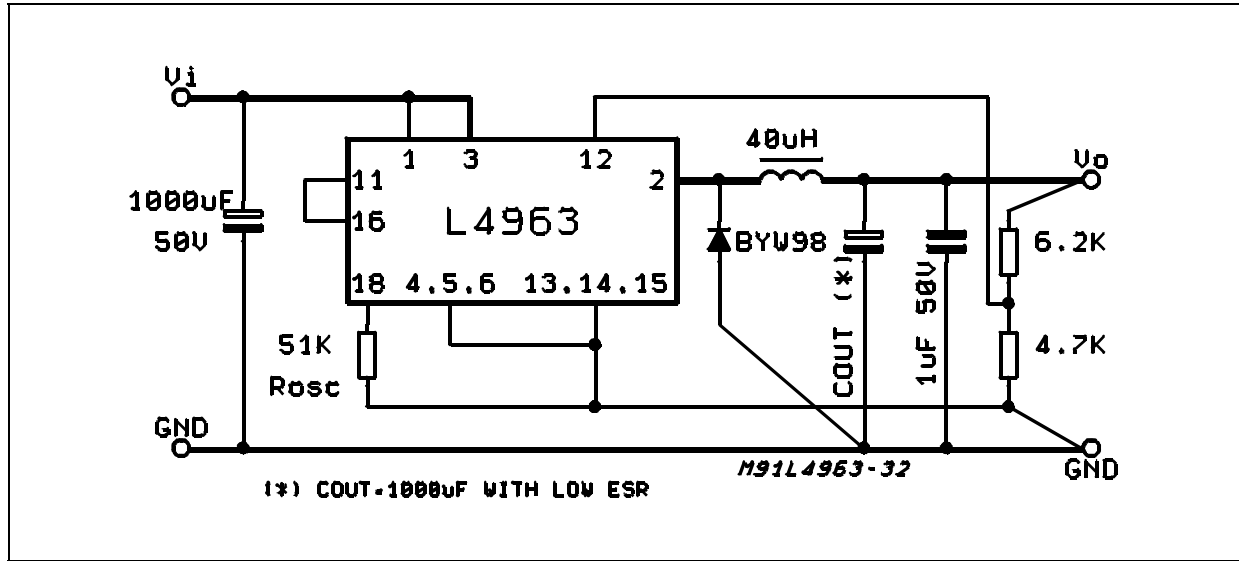 Vi
1 3 12
40uH
Vo
11
2
1000uF
50V
16
L4963
BYW98
6.2K
18 4.5.6 13.14.15
COUT (*)
1uF 50V
51K
Rosc
4.7K
GND
M91L4963-32
GND
(*) COUT=1000uF WITH LOW ESR